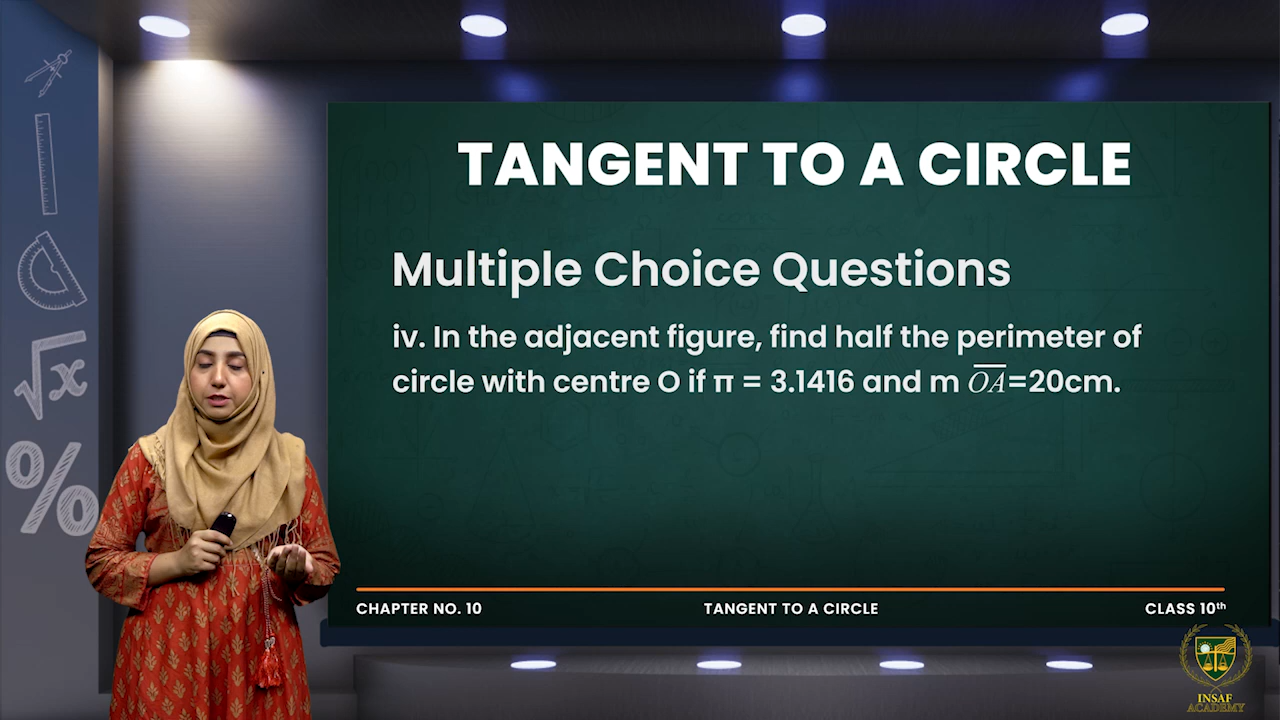 TANGENT TO A CIRCLE
Multiple Choice Questions
iv. In the adjacent figure, find half the perimeter of
circle with centre O if π = 3.1416 and m O̅A̅=20cm.
CHAPTER NO. 10 TANGENT TO A CIRCLE CLASS 10ᵗʰ
√x
%
INSAF
ACADEMY